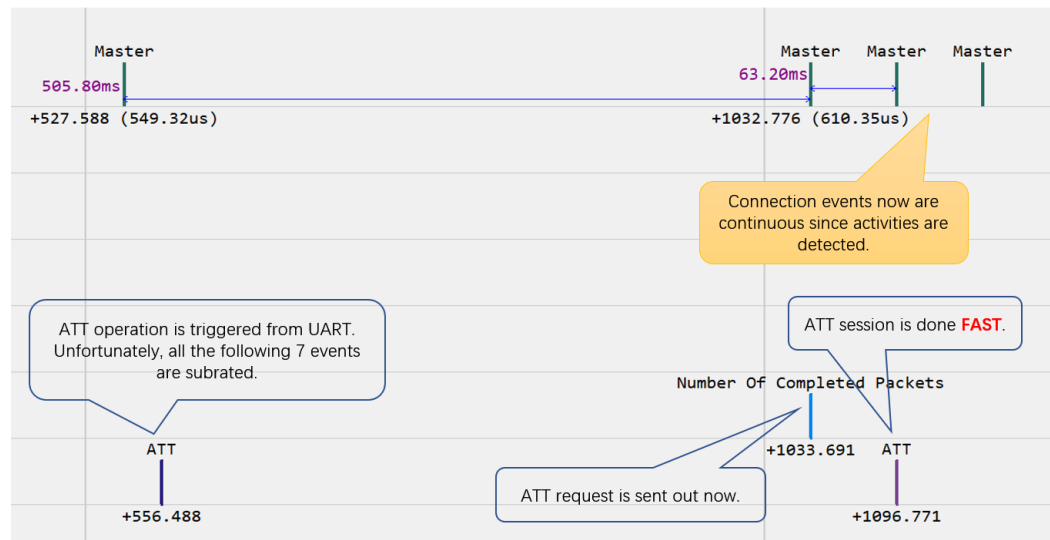 Master
Master
Master
Master
505.80ms
63.20ms
+527.588 (549.32us)
+1032.776 (610.35us)
Connection events now are
continuous since activities are
detected.
ATT operation is triggered from UART.
Unfortunately, all the following 7 events
are subrated.
ATT session is done FAST.
Number Of Completed Packets
ATT
+1033.691
ATT
ATT request is sent out now.
+556.488
+1096.771